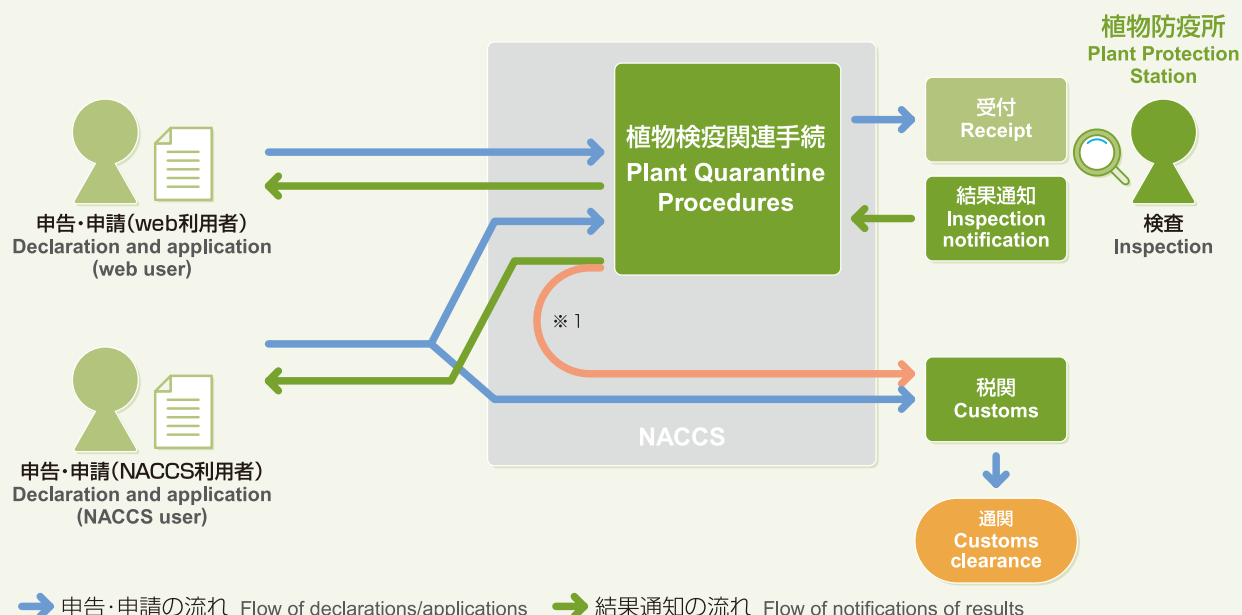 植物防疫所
Plant Protection
Station
植物検疫関連手続
Plant Quarantine
Procedures
受付
Receipt
結果通知
Inspection
notification
検査
Inspection
申告・申請(web利用者)
Declaration and application
(web user)
※1
申告・申請(NACCS利用者)
Declaration and application
(NACCS user)
NACCS
税関
Customs
通関
Customs
clearance
申告・申請の流れ Flow of declarations/applications
結果通知の流れ Flow of notifications of results